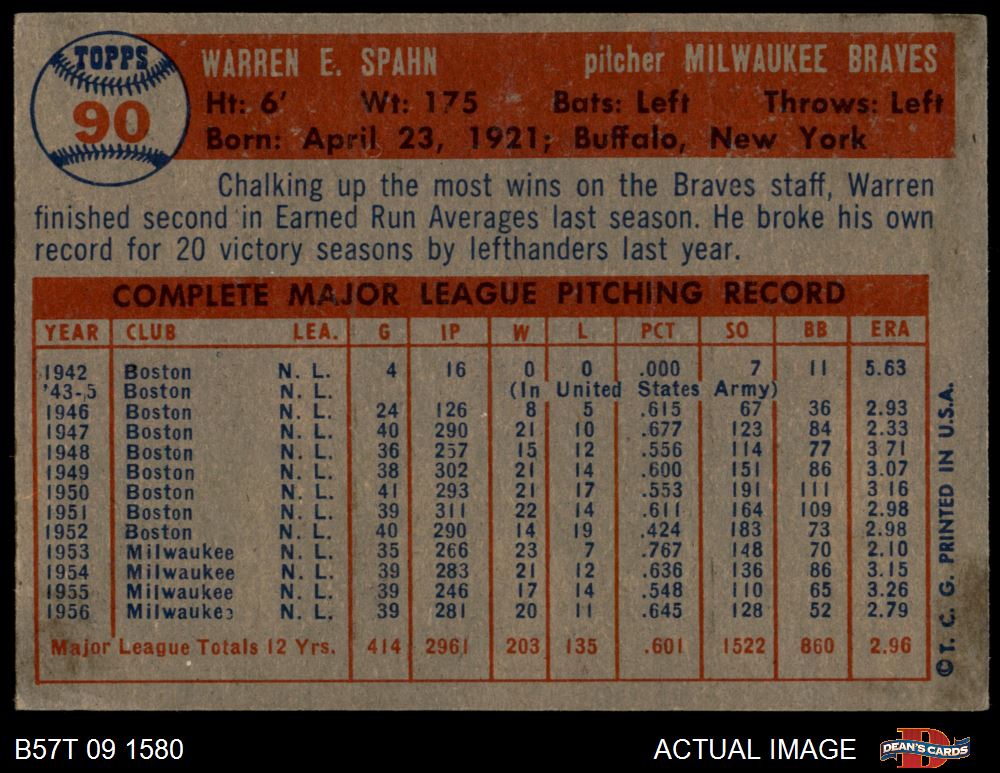 TOPPS
90
WARREN E. SPAHN pitcher MILWAUKEE BRAVES
Ht: 6' Wt: 175 Bats: Left Throws: Left
Born: April 23, 1921; Buffalo, New York
Chalking up the most wins on the Braves staff, Warren
finished second in Earned Run Averages last season. He broke his own
record for 20 victory seasons by lefthanders last year.
COMPLETE MAJOR LEAGUE PITCHING RECORD
YEAR CLUB LEA. G IP W L PCT SO BB ERA
1942 Boston N. L. 4 16 0 0 .000 7 11 5.63
'43-,5 Boston N. L. (In United States Army)
1946 Boston N. L. 24 126 8 5 .615 67 36 2.93
1947 Boston N. L. 40 290 21 10 .677 123 84 2.33
1948 Boston N. L. 36 257 15 12 .556 114 77 3 71
1949 Boston N. L. 38 302 21 14 .600 151 86 3.07
1950 Boston N. L. 41 293 21 17 .553 191 111 3 16
1951 Boston N. L. 39 311 22 14 .611 164 109 2.98
1952 Boston N. L. 40 290 14 19 .424 183 73 2.98
1953 Milwaukee N. L. 35 266 23 7 .767 148 70 2.10
1954 Milwaukee N. L. 39 283 21 12 .636 136 86 3.15
1955 Milwaukee N. L. 39 246 17 14 .548 110 65 3.26
1956 Milwaukee N. L. 39 281 20 11 .645 128 52 2.79
Major League Totals 12 Yrs. 414 2961 203 135 .601 1522 860 2.96
© T. C. G. PRINTED IN U.S.A.
B57T 09 1580 ACTUAL IMAGE DEAN'S CARDS